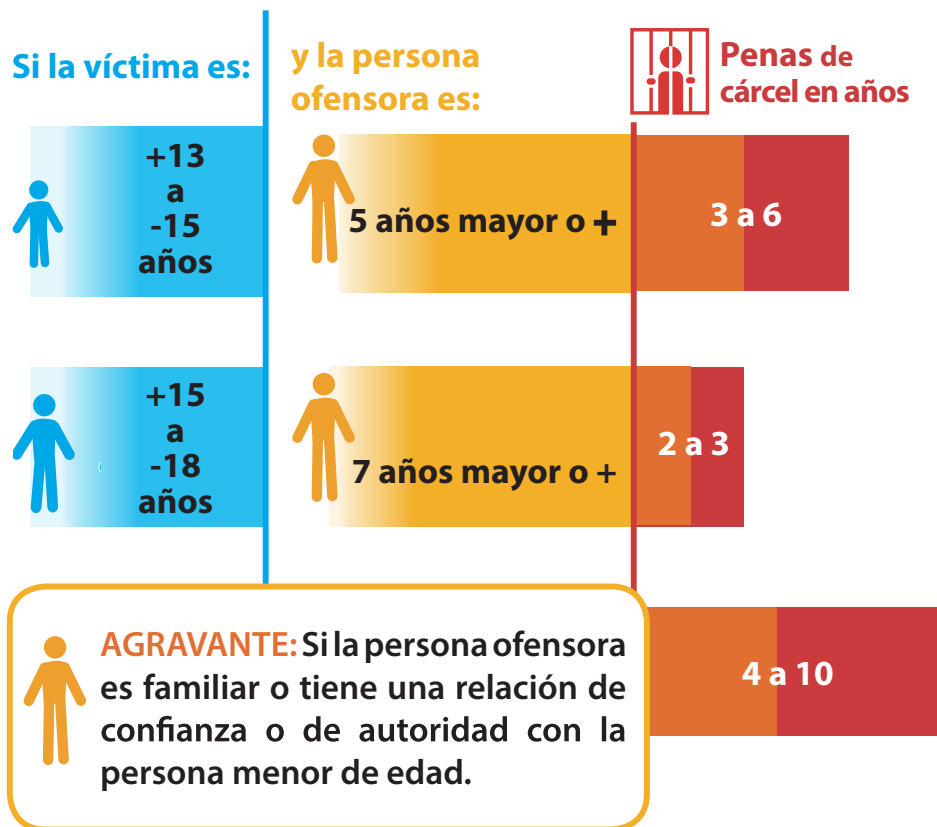 Si la víctima es:
y la persona
ofensora es:
Penas de
cárcel en años
+13
a
-15
años
5 años mayor o +
3 a 6
+15
a
-18
años
7 años mayor o +
2 a 3
AGRAVANTE: Si la persona ofensora
es familiar o tiene una relación de
confianza o de autoridad con la
persona menor de edad.
4 a 10